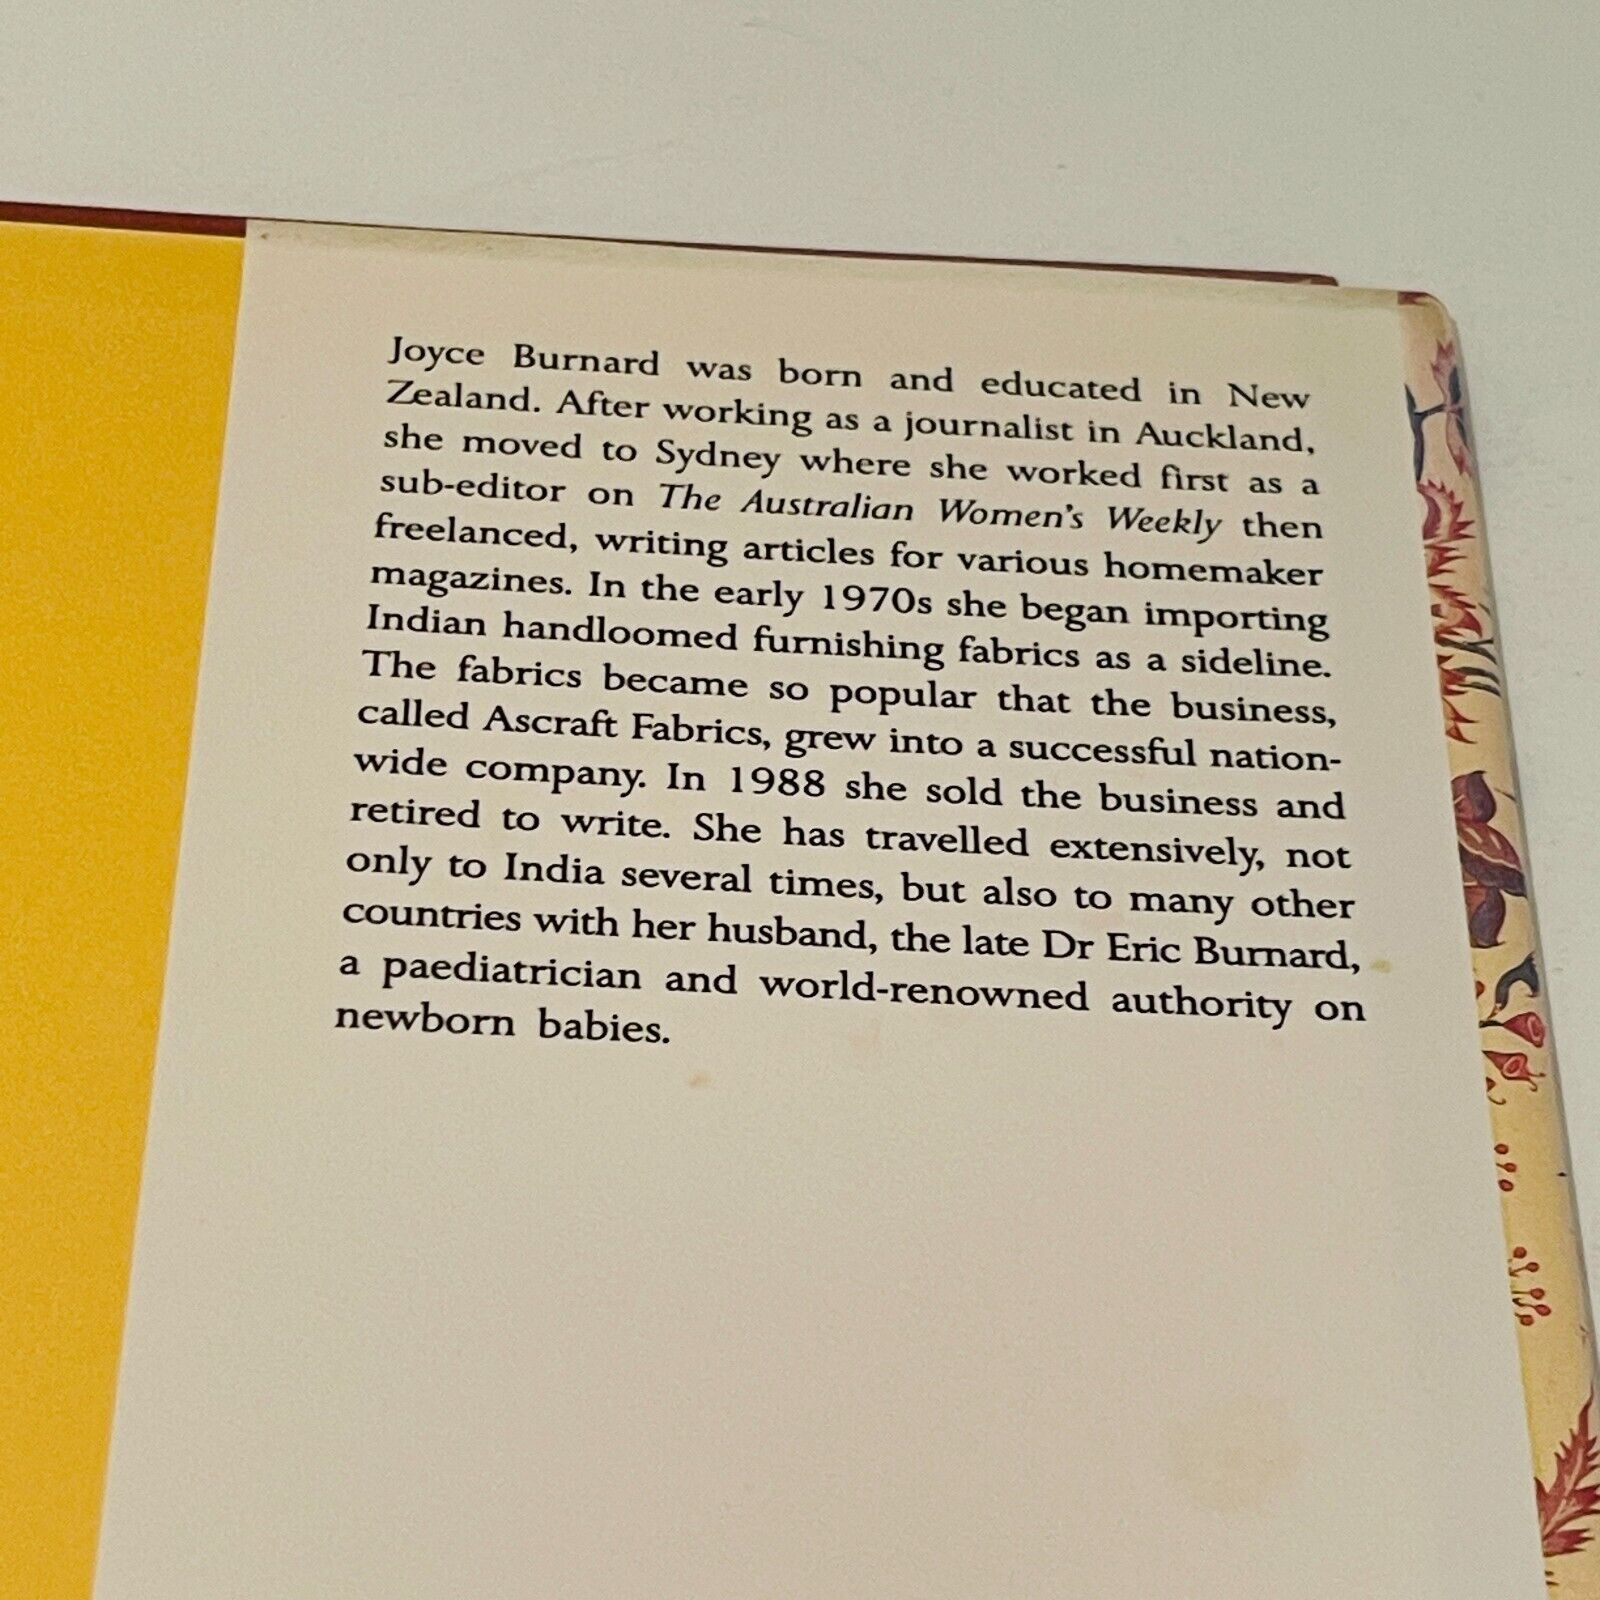 Joyce Burnard was born and educated in New
Zealand. After working as a journalist in Auckland,
she moved to Sydney where she worked first as a
sub-editor on The Australian Women's Weekly then
freelanced, writing articles for various homemaker
magazines. In the early 1970s she began importing
Indian handloomed furnishing fabrics as a sideline.
The fabrics became so popular that the business,
called Ascraft Fabrics, grew into a successful nation-
wide company. In 1988 she sold the business and
retired to write. She has travelled extensively, not
only to India several times, but also to many other
countries with her husband, the late Dr Eric Burnard,
a paediatrician and world-renowned authority on
newborn babies.